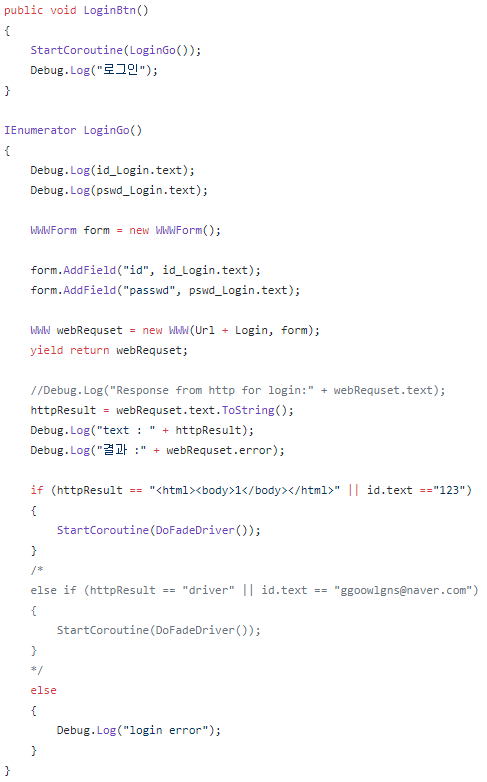 public void LoginBtn()
{
    StartCoroutine(LoginGo());
    Debug.Log("로그인");
}

IEnumerator LoginGo()
{
    Debug.Log(id_Login.text);
    Debug.Log(pswd_Login.text);

    WWWForm form = new WWWForm();

    form.AddField("id", id_Login.text);
    form.AddField("passwd", pswd_Login.text);

    WWW webRequset = new WWW(Url + Login, form);
    yield return webRequset;

    //Debug.Log("Response from http for login:" + webRequset.text);
    httpResult = webRequset.text.ToString();
    Debug.Log("text : " + httpResult);
    Debug.Log("결과 :" + webRequset.error);

    if (httpResult == "<html><body>1</body></html>" || id.text =="123")
    {
        StartCoroutine(DoFadeDriver());
    }
    /*
    else if (httpResult == "driver" || id.text == "ggoowlgns@naver.com")
    {
        StartCoroutine(DoFadeDriver());
    }
    */
    else
    {
        Debug.Log("login error");
    }
}